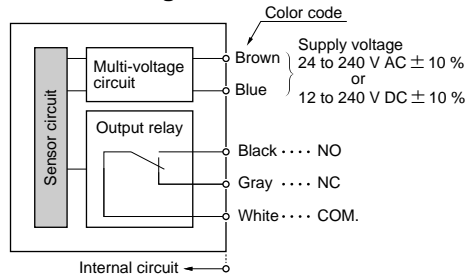 Color code
Supply voltage
24 to 240 V AC ± 10 %
or
12 to 240 V DC ± 10 %
Brown
Blue
Multi-voltage
circuit
Sensor circuit
Output relay
Black ···· NO
Gray ···· NC
White ···· COM.
Internal circuit